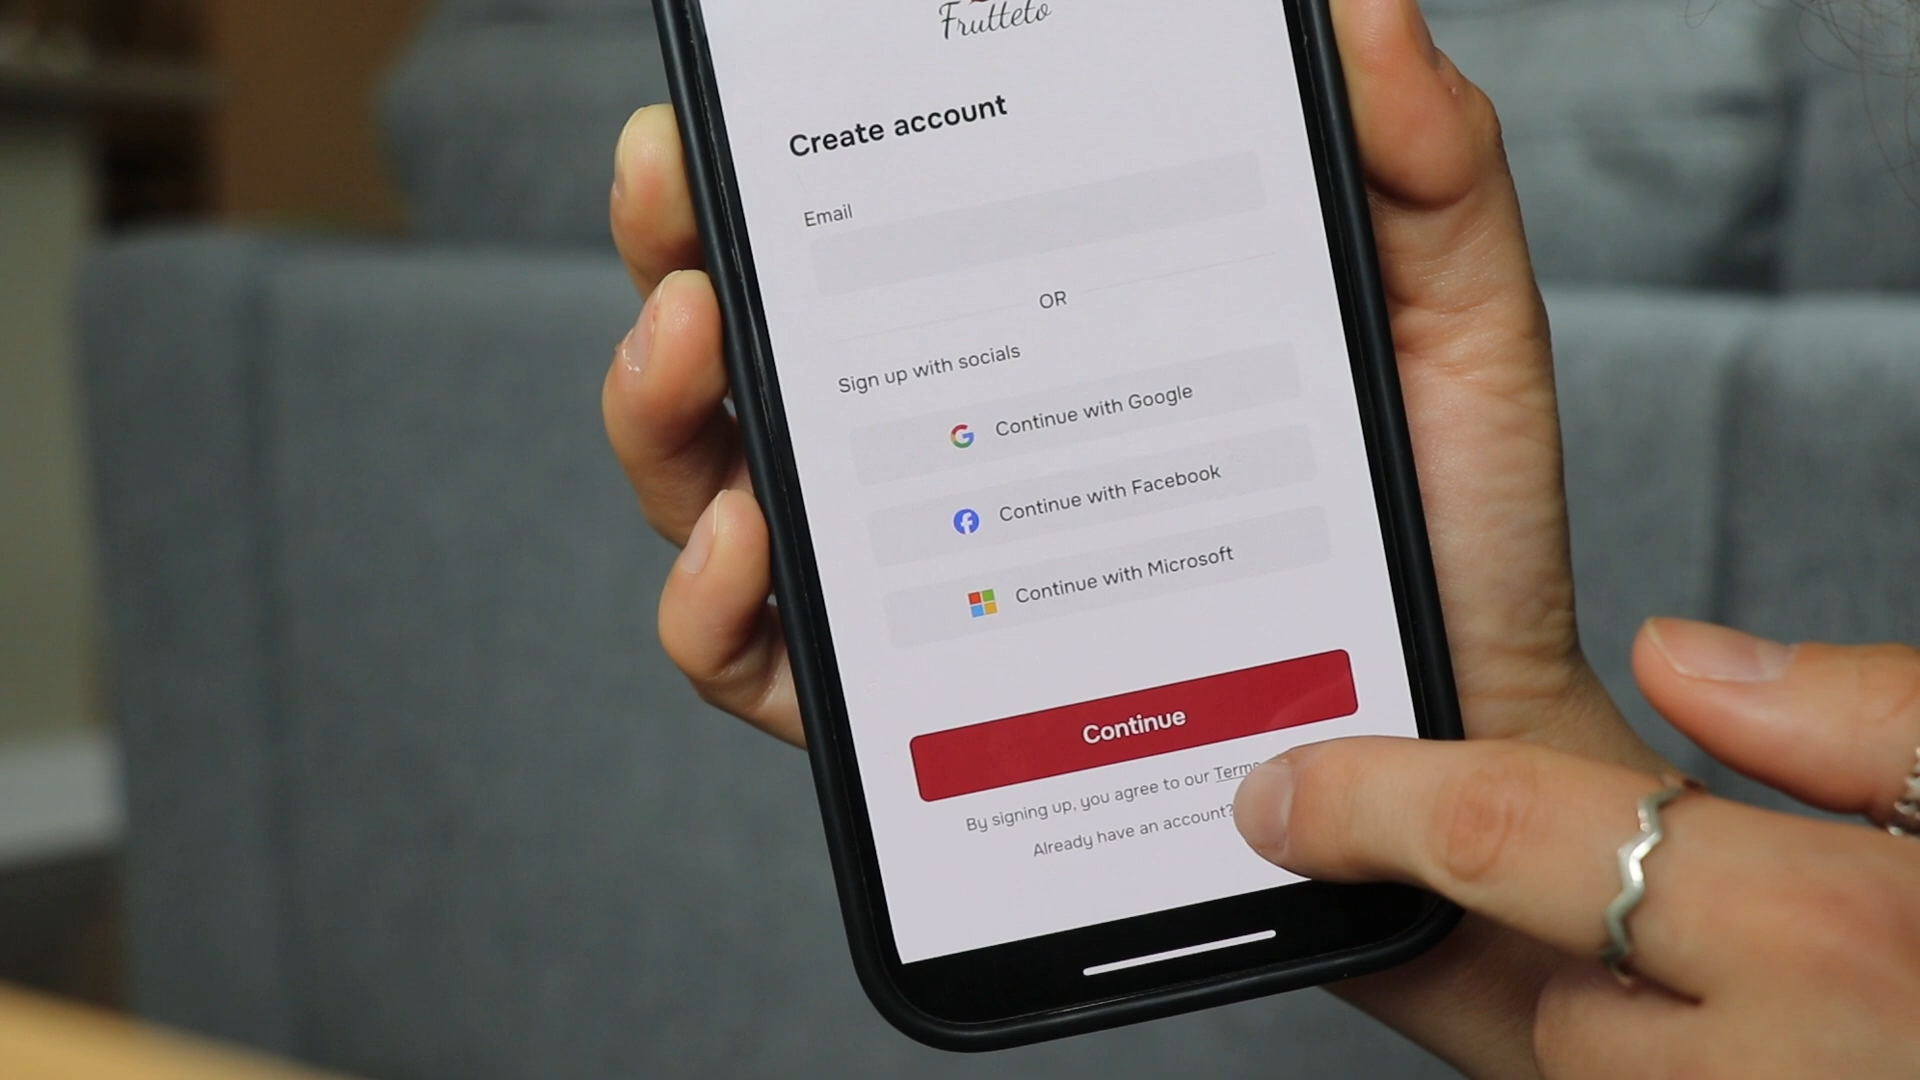 Frutteto
Create account
Email
OR
Sign up with socials
Continue with Google
Continue with Facebook
Continue with Microsoft
Continue
By signing up, you agree to our Terms
Already have an account?